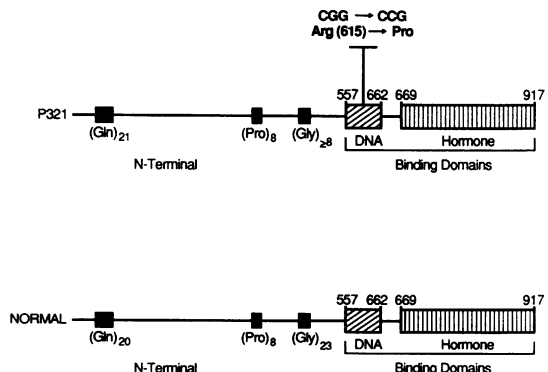 CGG → CCG
Arg (615) → Pro
557 662 669 917
P321
(Gln)21 (Pro)8 (Gly)≥8 DNA Hormone
N-Terminal Binding Domains
557 662 669 917
NORMAL
(Gln)20 (Pro)8 (Gly)23 DNA Hormone
N-Terminal Binding Domains